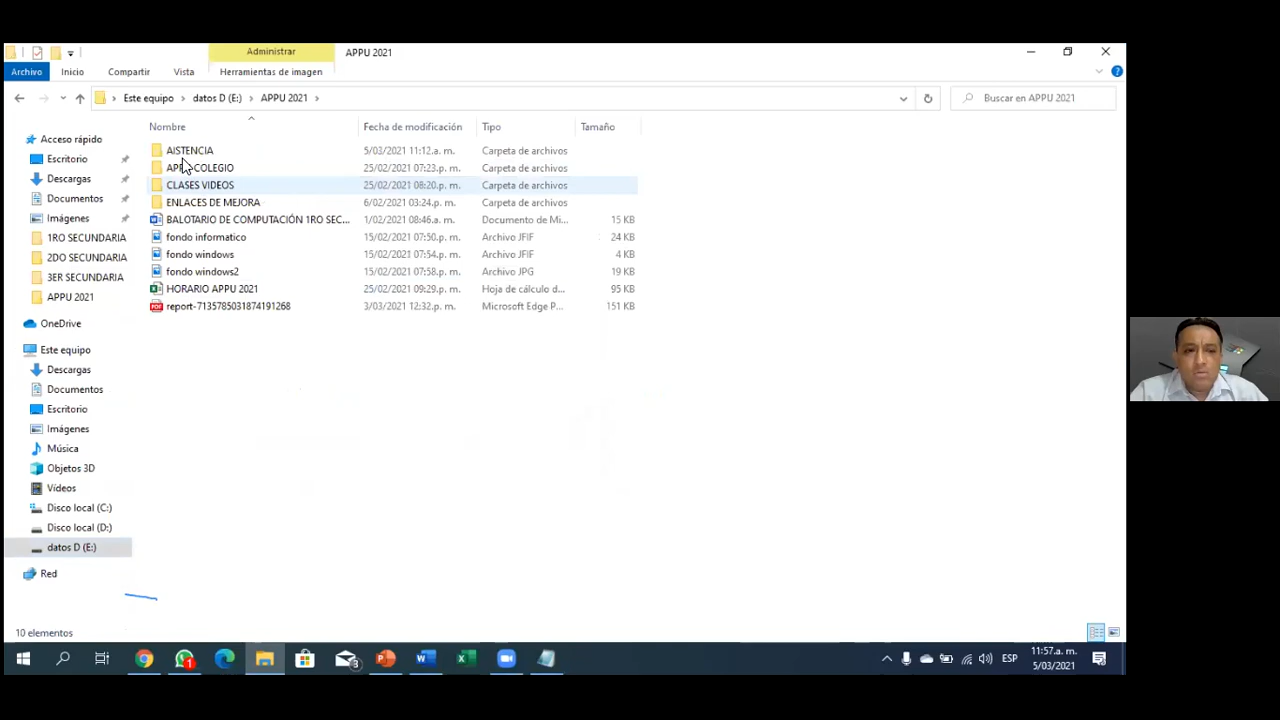 Administrar
APPU 2021
Archivo
Inicio
Compartir
Vista
Herramientas de imagen
Este equipo
datos D (E:)
APPU 2021
Buscar en APPU 2021
Nombre
Fecha de modificación
Tipo
Tamaño
AISTENCIA 5/03/2021 11:12 a. m. Carpeta de archivos
COLEGIO 25/02/2021 07:23 p. m. Carpeta de archivos
CLASES VIDEOS 25/02/2021 08:20 p. m. Carpeta de archivos
ENLACES DE MEJORA 6/02/2021 03:24 p. m. Carpeta de archivos
BALOTARIO DE COMPUTACIÓN 1RO SEC... 1/02/2021 08:46 a. m. Documento de Mi... 15 KB
fondo informatico 15/02/2021 07:50 p. m. Archivo JFIF 24 KB
fondo windows 15/02/2021 07:54 p. m. Archivo JFIF 4 KB
fondo windows2 15/02/2021 07:58 p. m. Archivo JPG 19 KB
HORARIO APPU 2021 25/02/2021 09:29 p. m. Hoja de cálculo d... 95 KB
report-7135785031874191268 3/03/2021 12:32 p. m. Microsoft Edge P... 151 KB
Acceso rápido
Escritorio
Descargas
Documentos
Imágenes
1RO SECUNDARIA
2DO SECUNDARIA
3ER SECUNDARIA
APPU 2021
OneDrive
Este equipo
Descargas
Documentos
Escritorio
Imágenes
Música
Objetos 3D
Vídeos
Disco local (C:)
Disco local (D:)
datos D (E:)
Red
10 elementos
1
3
ESP
11:57 a. m.
5/03/2021